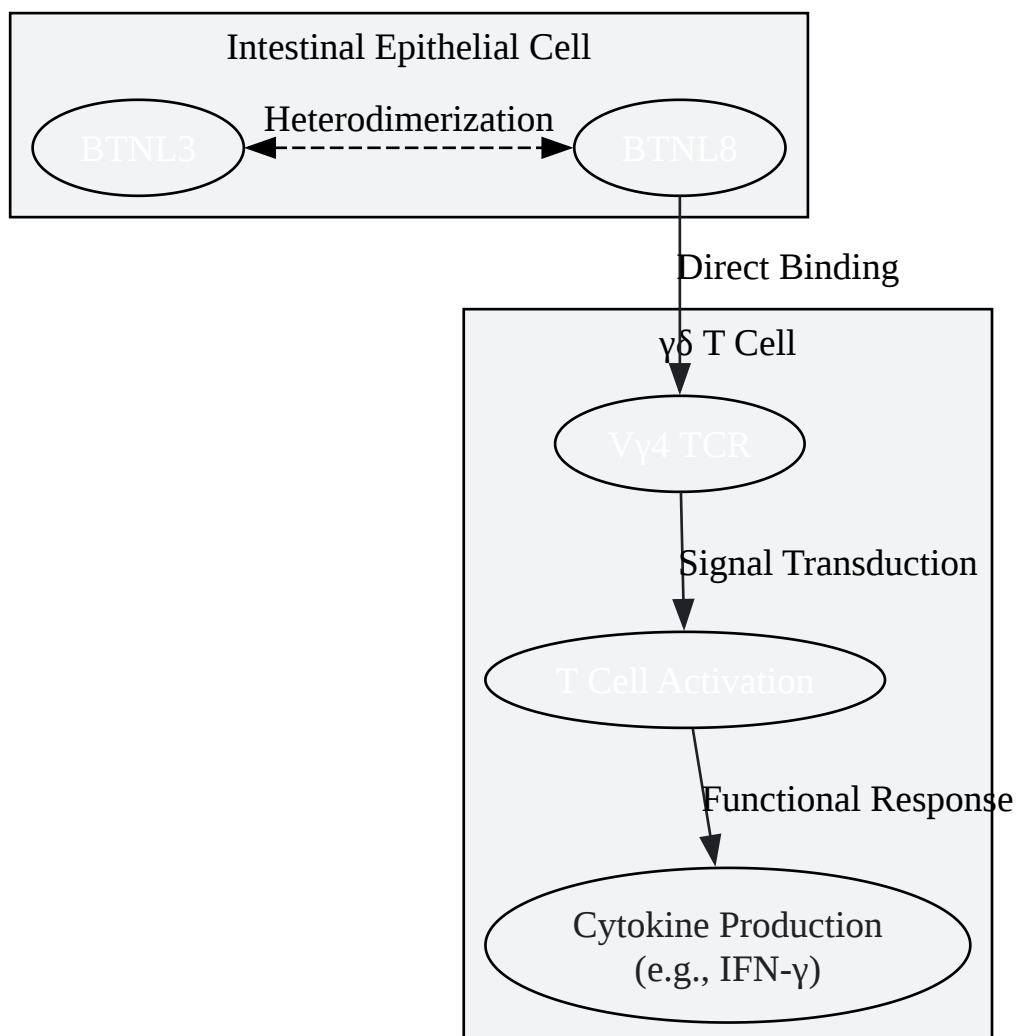 Intestinal Epithelial Cell
BTNL3
Heterodimerization
BTNL8
Direct Binding
γδ T Cell
Vγ4 TCR
Signal Transduction
T Cell Activation
Functional Response
Cytokine Production
(e.g., IFN-γ)